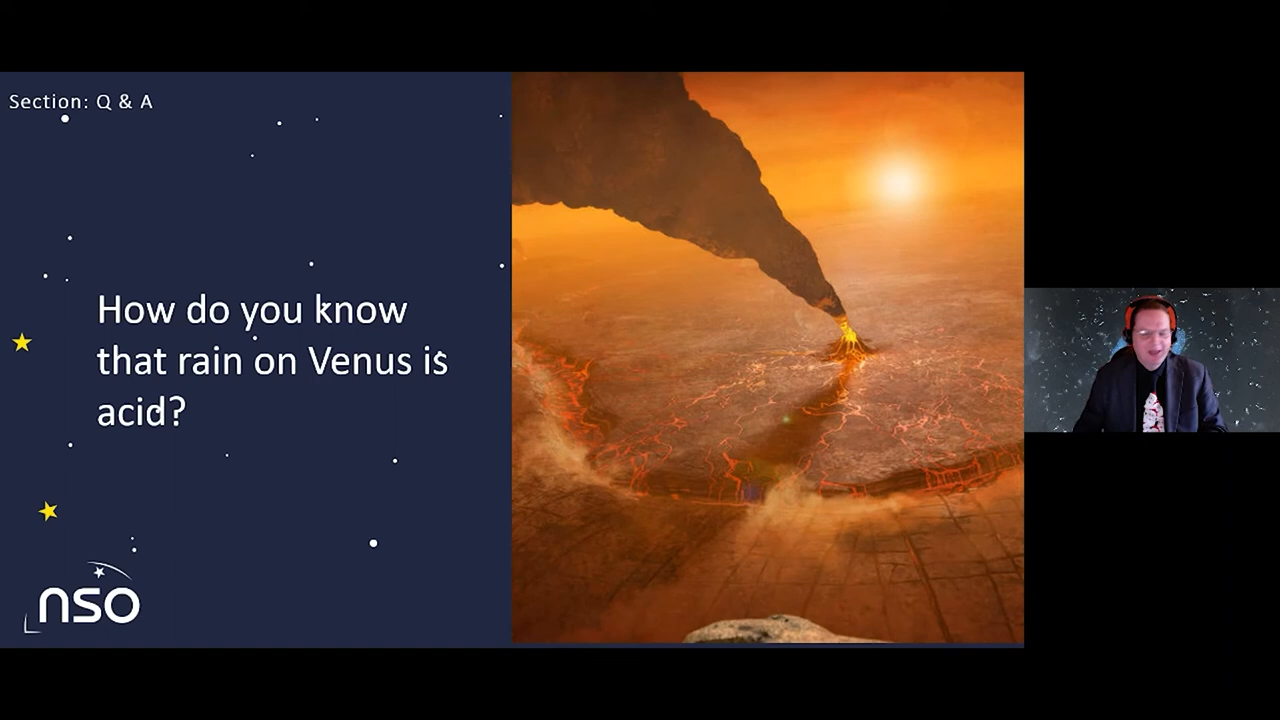 Section: Q & A
How do you know
that rain on Venus is
acid?
nso